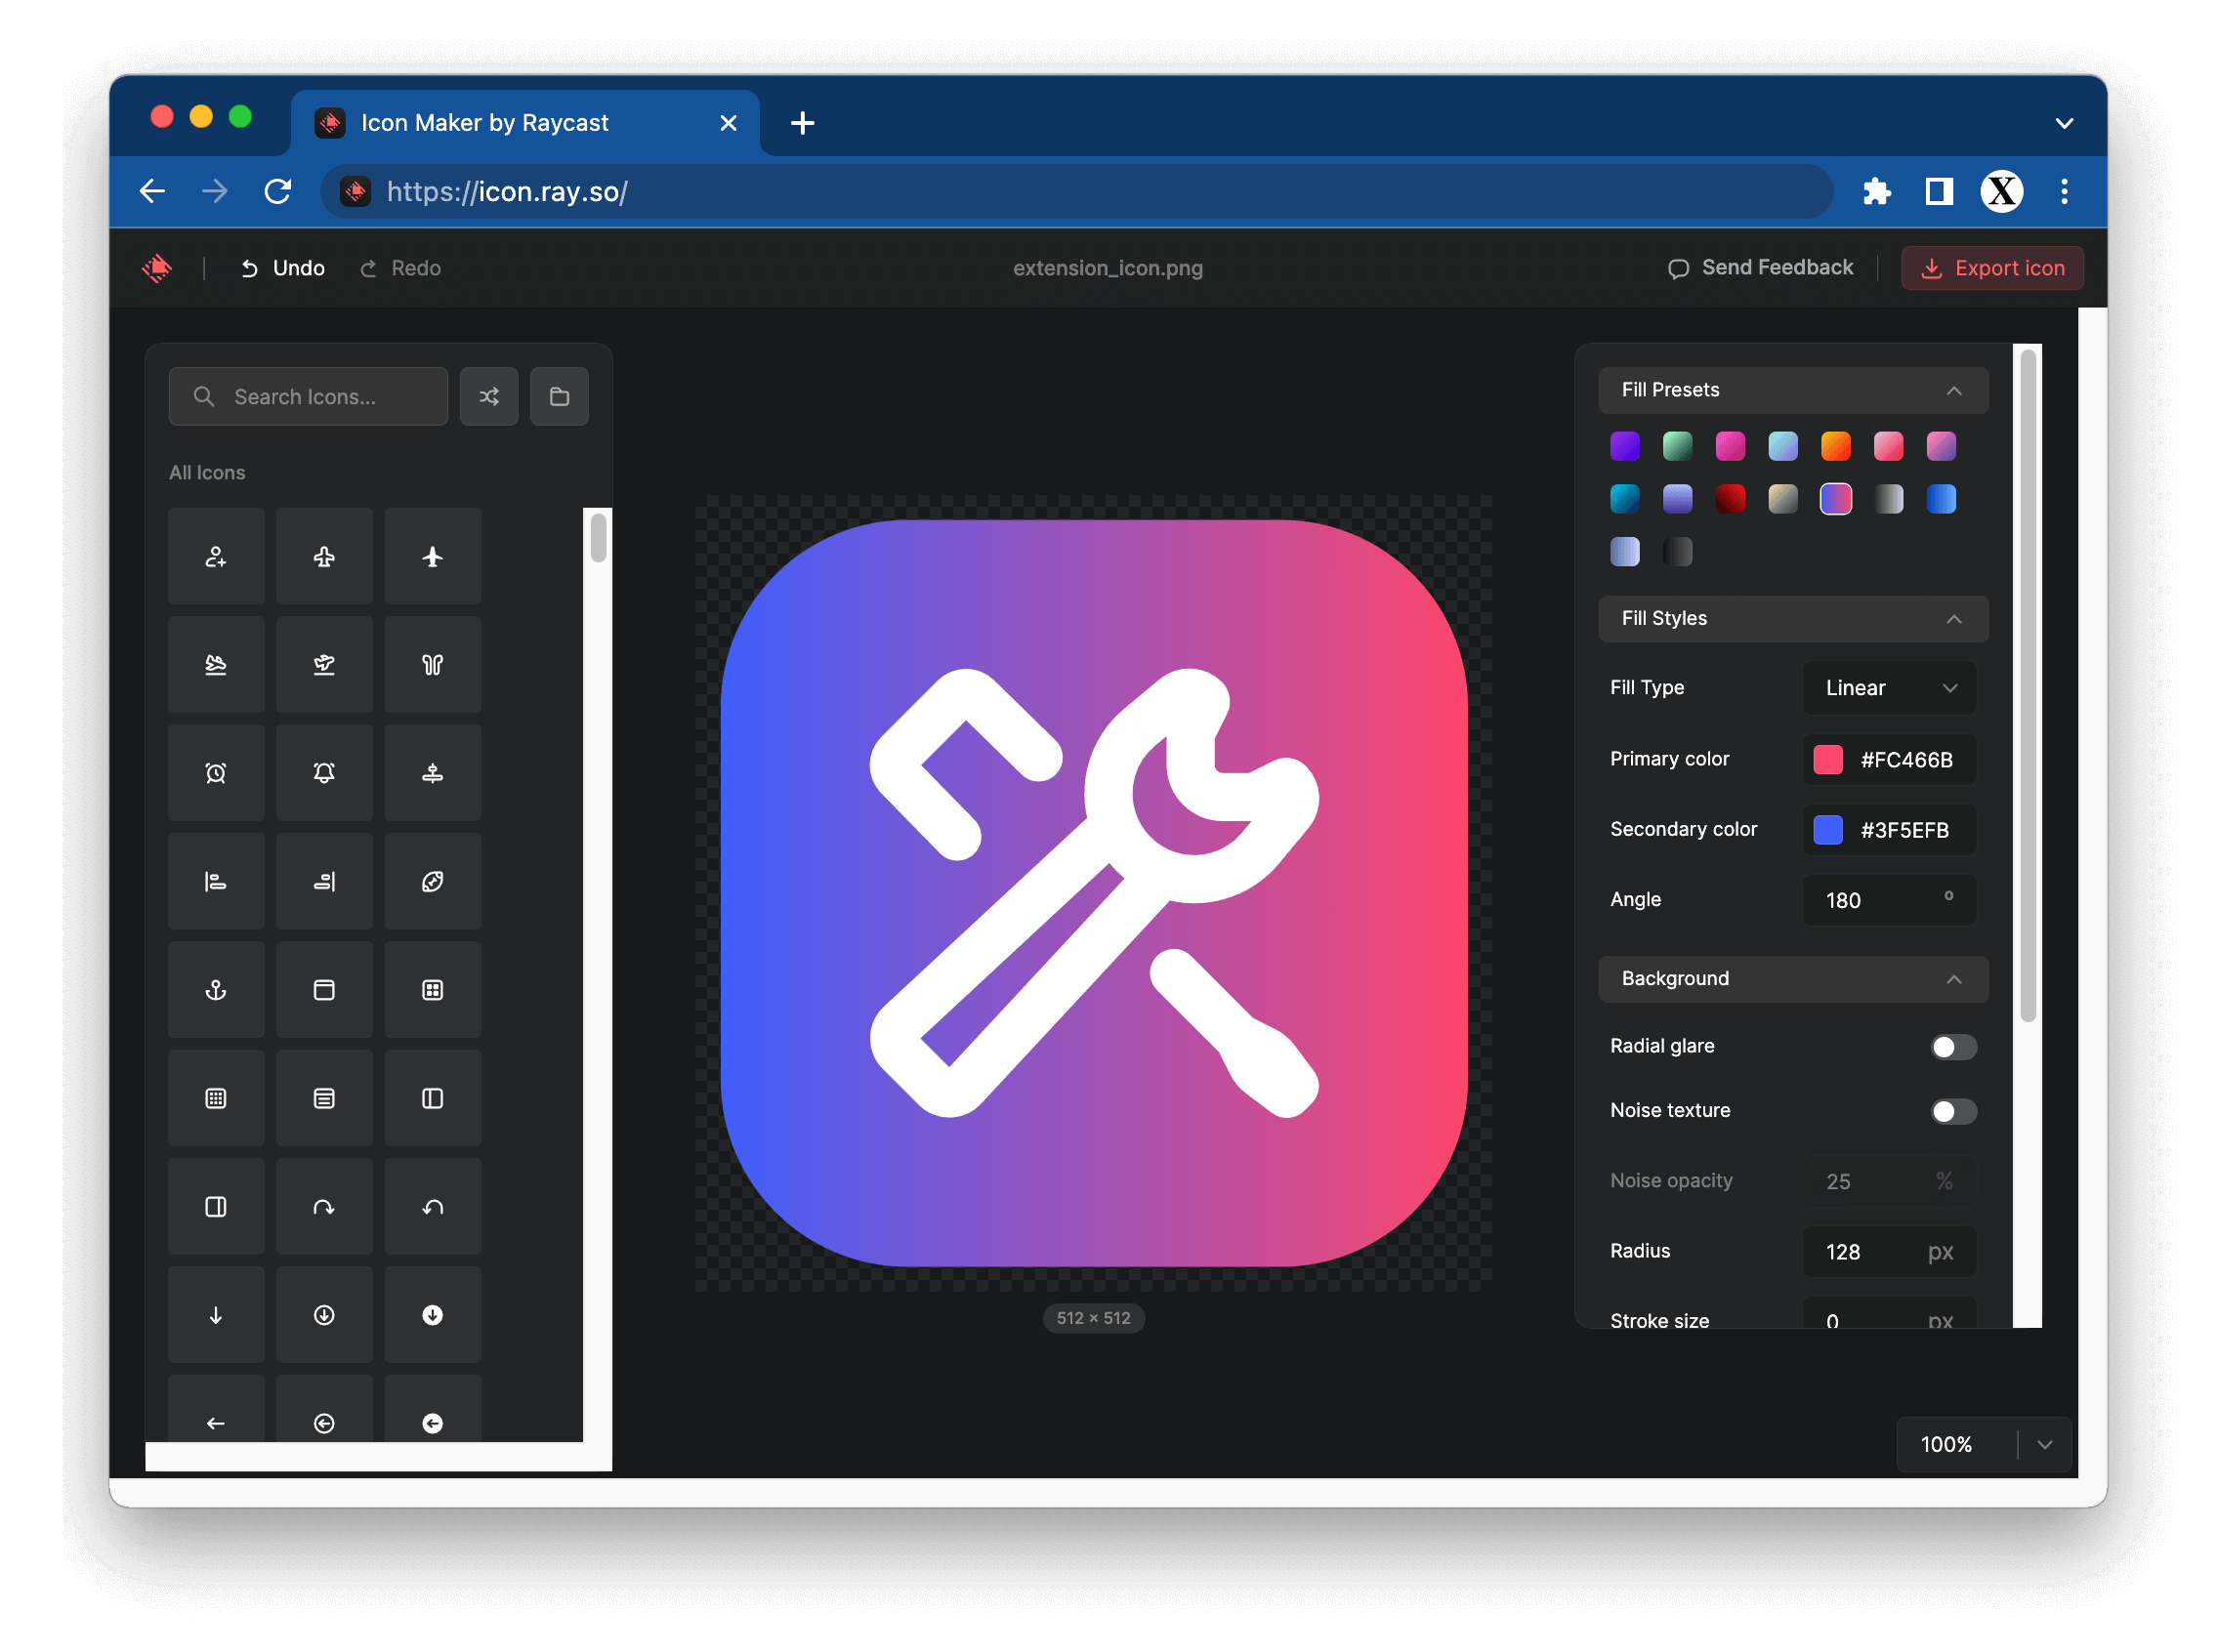 Icon Maker by Raycast
https://icon.ray.so/
X
Undo
Redo
extension_icon.png
Send Feedback
Export icon
Search Icons...
All Icons
512 × 512
Fill Presets
Fill Styles
Fill Type Linear
Primary color #FC466B
Secondary color #3F5EFB
Angle 180 °
Background
Radial glare
Noise texture
Noise opacity 25 %
Radius 128 px
Stroke size 0 px
100%